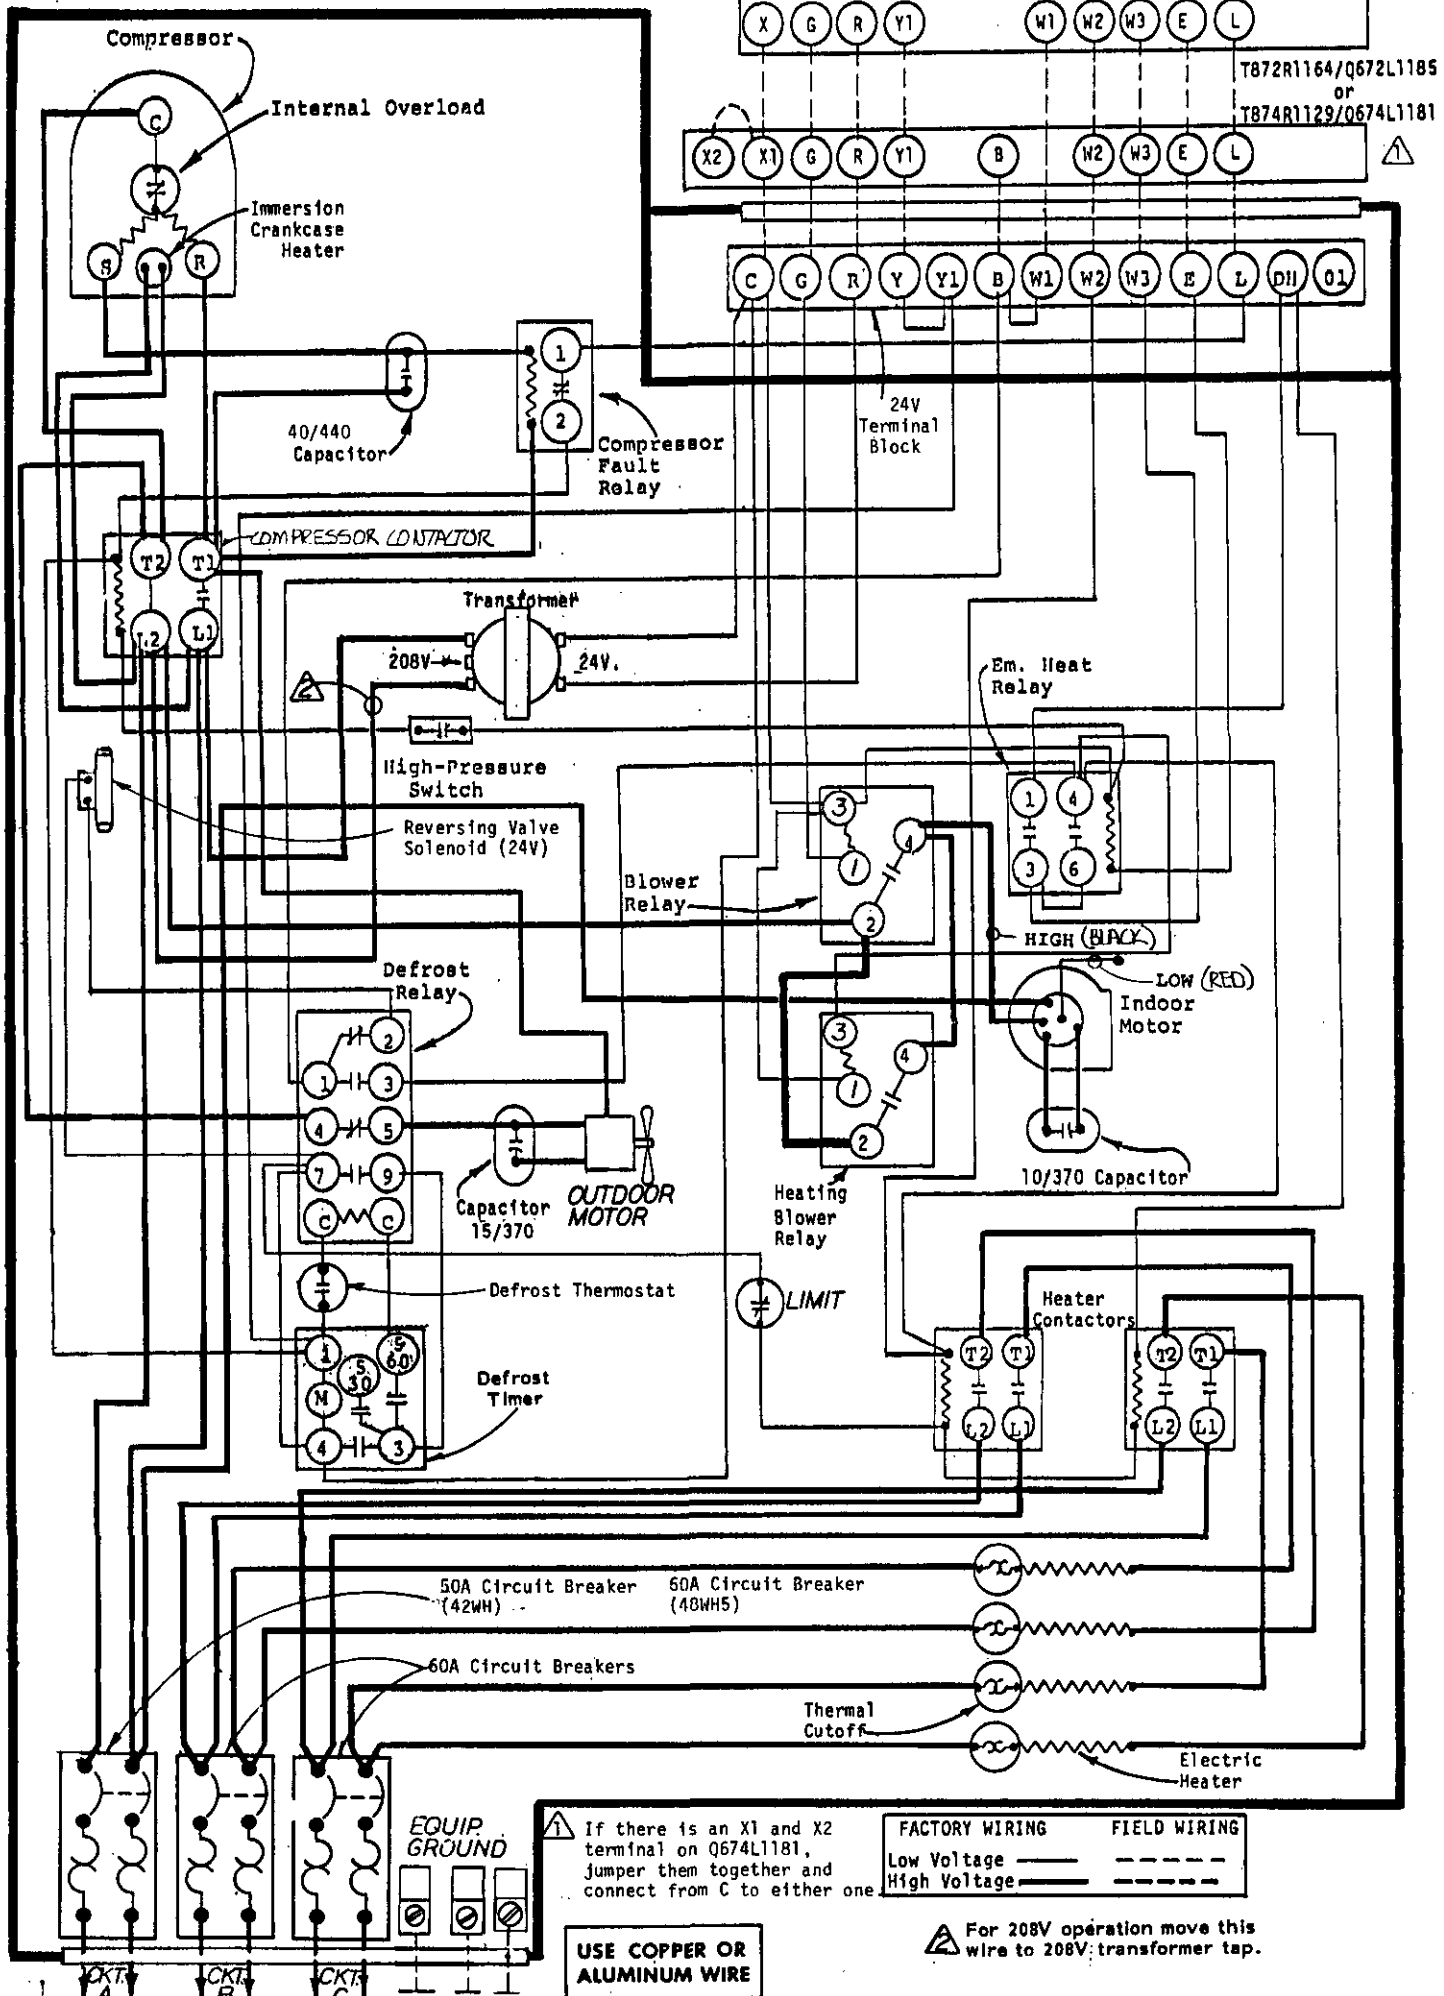 X G R Y1 W1 W2 W3 E L
T872R1164/Q672L1185
or
T874R1129/Q674L1181
X2 X1 G R Y1 B W2 W3 E L
1
C G R Y Y1 B W1 W2 W3 E L DH O1
24V
Terminal
Block
Compressor
C
Internal Overload
Immersion
Crankcase
Heater
S R
40/440
Capacitor
1
2
Compressor
Fault
Relay
COMPRESSOR CONTACTOR
T2 T1
L2 L1
Transformer
208V 24V.
2
High-Pressure
Switch
Reversing Valve
Solenoid (24V)
Em. Heat
Relay
1 4
3 6
Blower
Relay
3
4
1
2
HIGH (BLACK)
LOW (RED)
Indoor
Motor
10/370 Capacitor
3
4
1
2
Heating
Blower
Relay
Defrost
Relay
2
1 3
4 5
7 9
C C
Capacitor
15/370
OUTDOOR
MOTOR
Defrost Thermostat
LIMIT
1
5
30
5
60
M
4 3
Defrost
Timer
Heater
Contactors
T2 T1
L2 L1
T2 T1
L2 L1
50A Circuit Breaker
(42WH)
60A Circuit Breaker
(48WH5)
60A Circuit Breakers
Thermal
Cutoff
Electric
Heater
EQUIP.
GROUND
CKT.
A
CKT.
B
CKT.
C
1 If there is an X1 and X2
terminal on Q674L1181,
jumper them together and
connect from C to either one.
FACTORY WIRING FIELD WIRING
Low Voltage
High Voltage
USE COPPER OR
ALUMINUM WIRE
2 For 208V operation move this
wire to 208V transformer tap.